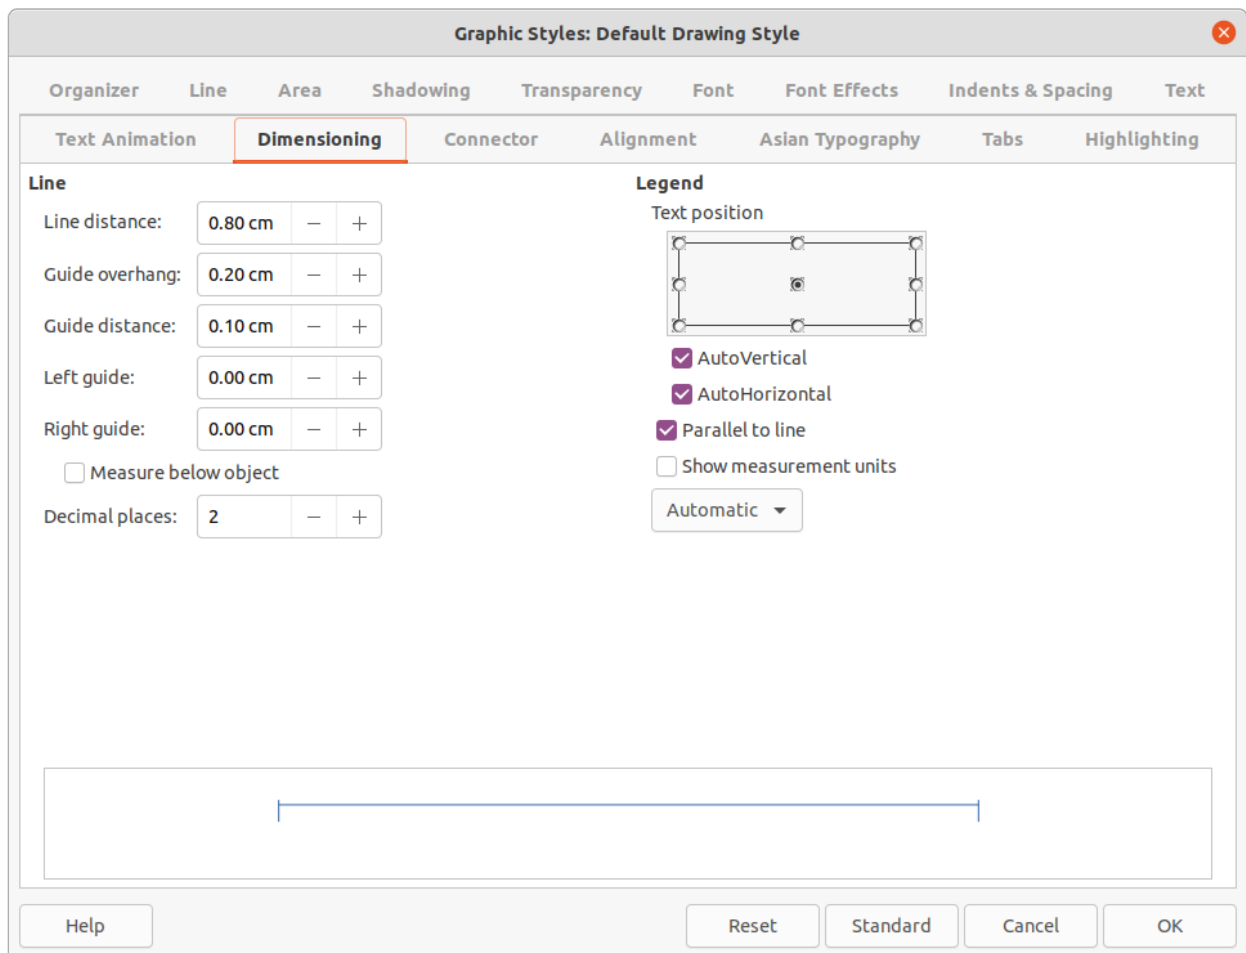 Graphic Styles: Default Drawing Style
Organizer Line Area Shadowing Transparency Font Font Effects Indents & Spacing Text
Text Animation Dimensioning Connector Alignment Asian Typography Tabs Highlighting
Line
Line distance: 0.80 cm
Guide overhang: 0.20 cm
Guide distance: 0.10 cm
Left guide: 0.00 cm
Right guide: 0.00 cm
Measure below object
Decimal places: 2
Legend
Text position
AutoVertical
AutoHorizontal
Parallel to line
Show measurement units
Automatic
Help Reset Standard Cancel OK